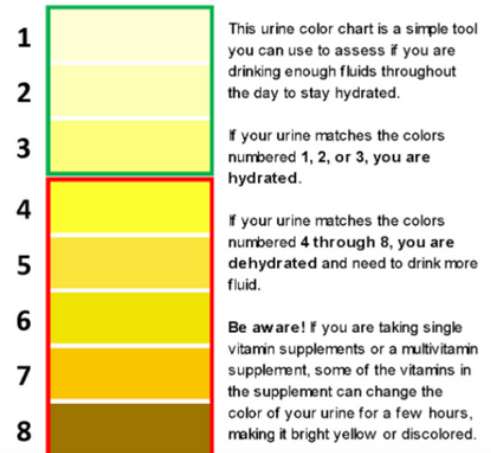 1
2
3
4
5
6
7
8
This urine color chart is a simple tool
you can use to assess if you are
drinking enough fluids throughout
the day to stay hydrated.
If your urine matches the colors
numbered 1, 2, or 3, you are
hydrated.
If your urine matches the colors
numbered 4 through 8, you are
dehydrated and need to drink more
fluid.
Be aware! If you are taking single
vitamin supplements or a multivitamin
supplement, some of the vitamins in
the supplement can change the
color of your urine for a few hours,
making it bright yellow or discolored.